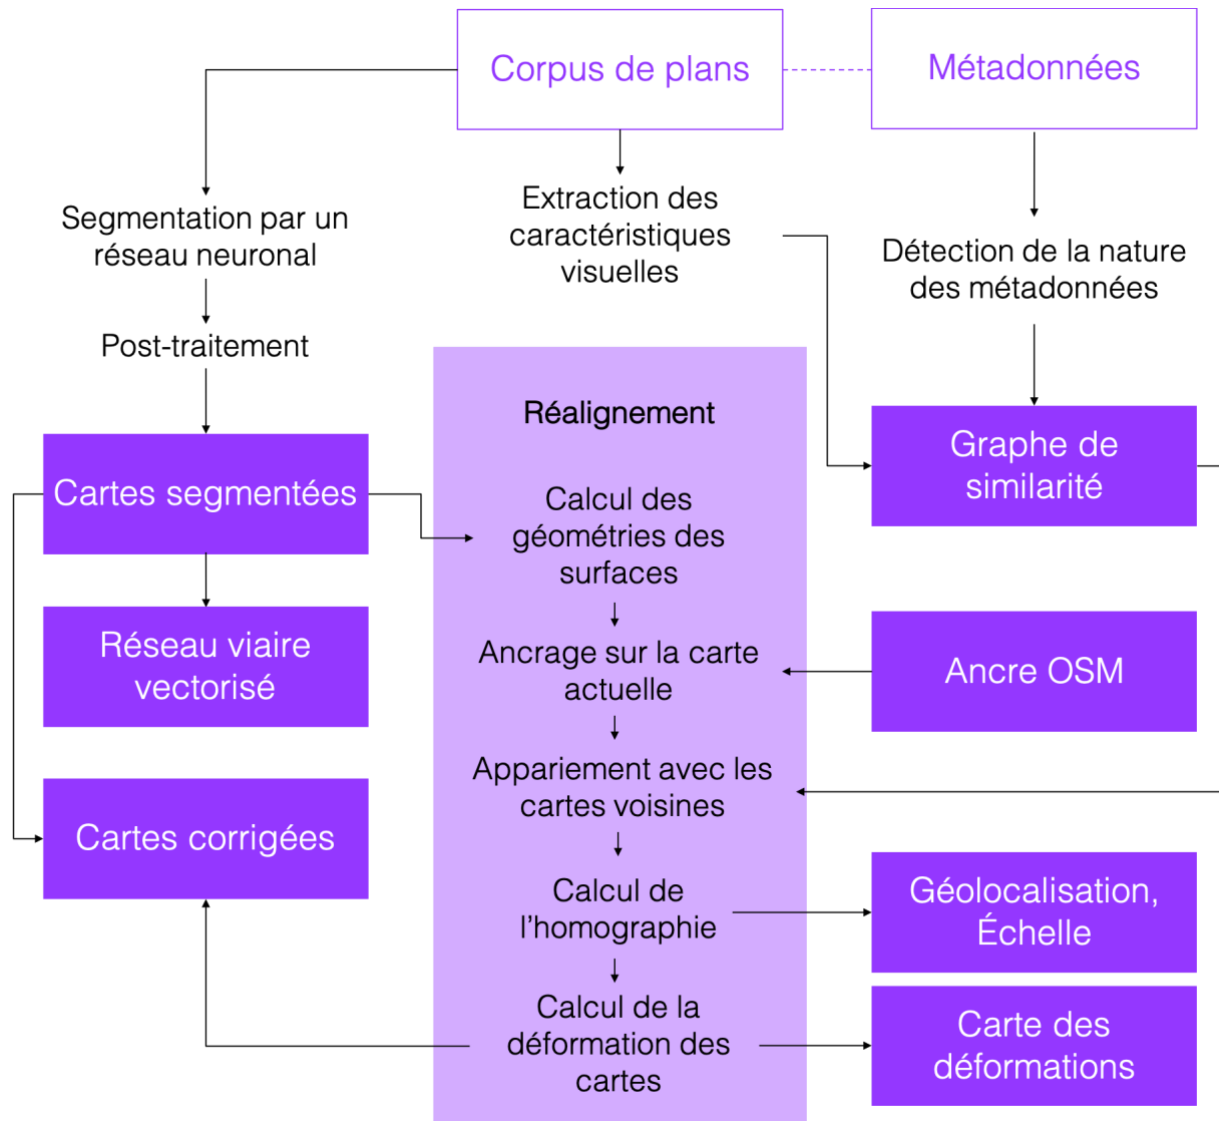 Corpus de plans
Métadonnées
Segmentation par un
réseau neuronal
Extraction des
caractéristiques
visuelles
Détection de la nature
des métadonnées
Post-traitement
Réalignement
Graphe de
similarité
Cartes segmentées
Calcul des
géométries des
surfaces
Réseau viaire
vectorisé
Ancrage sur la carte
actuelle
Ancre OSM
Appariement avec les
cartes voisines
Cartes corrigées
Calcul de
l'homographie
Géolocalisation,
Échelle
Calcul de la
déformation des
cartes
Carte des
déformations